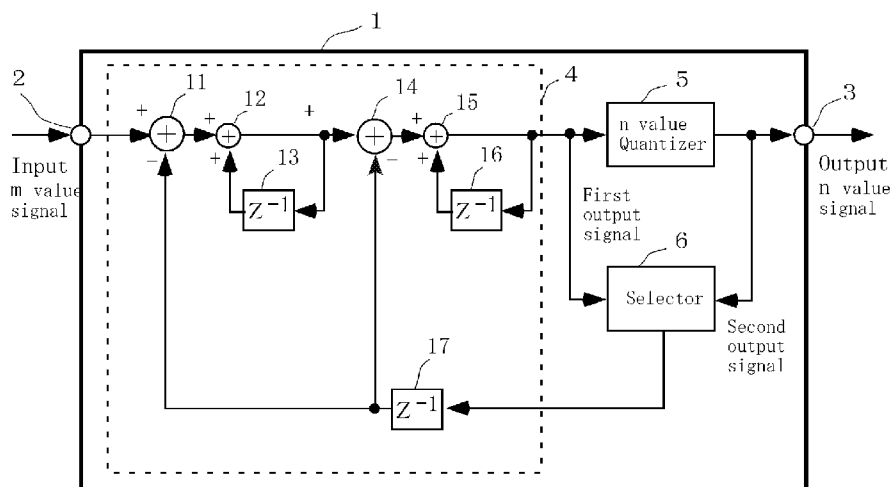 1
2
11
12
13
14
15
16
4
5
3
+
+
+
+
+
+
+
+
+
+
−
−
Z⁻¹
Z⁻¹
n value
Quantizer
Input
m value
signal
Output
n value
signal
First
output
signal
6
Selector
Second
output
signal
17
Z⁻¹